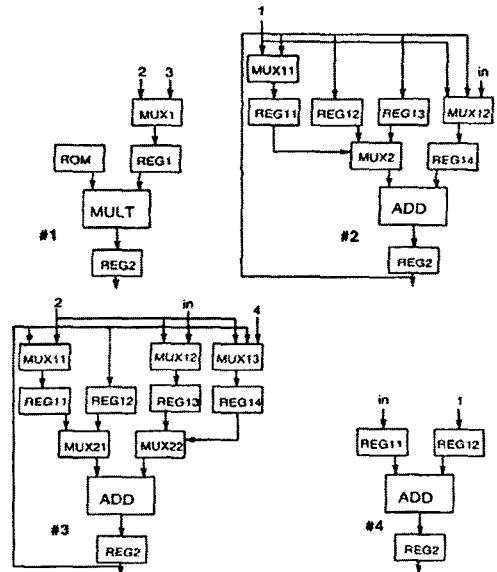 2 3
MUX1
ROM REG1
MULT
#1
REG2
1
in
MUX11 MUX12
REG11 REG12 REG13
MUX2 REG14
ADD
#2
REG2
2 in 4
MUX11 MUX12 MUX13
REG11 REG12 REG13 REG14
MUX21 MUX22
ADD
#3
REG2
in 1
REG11 REG12
ADD
#4
REG2